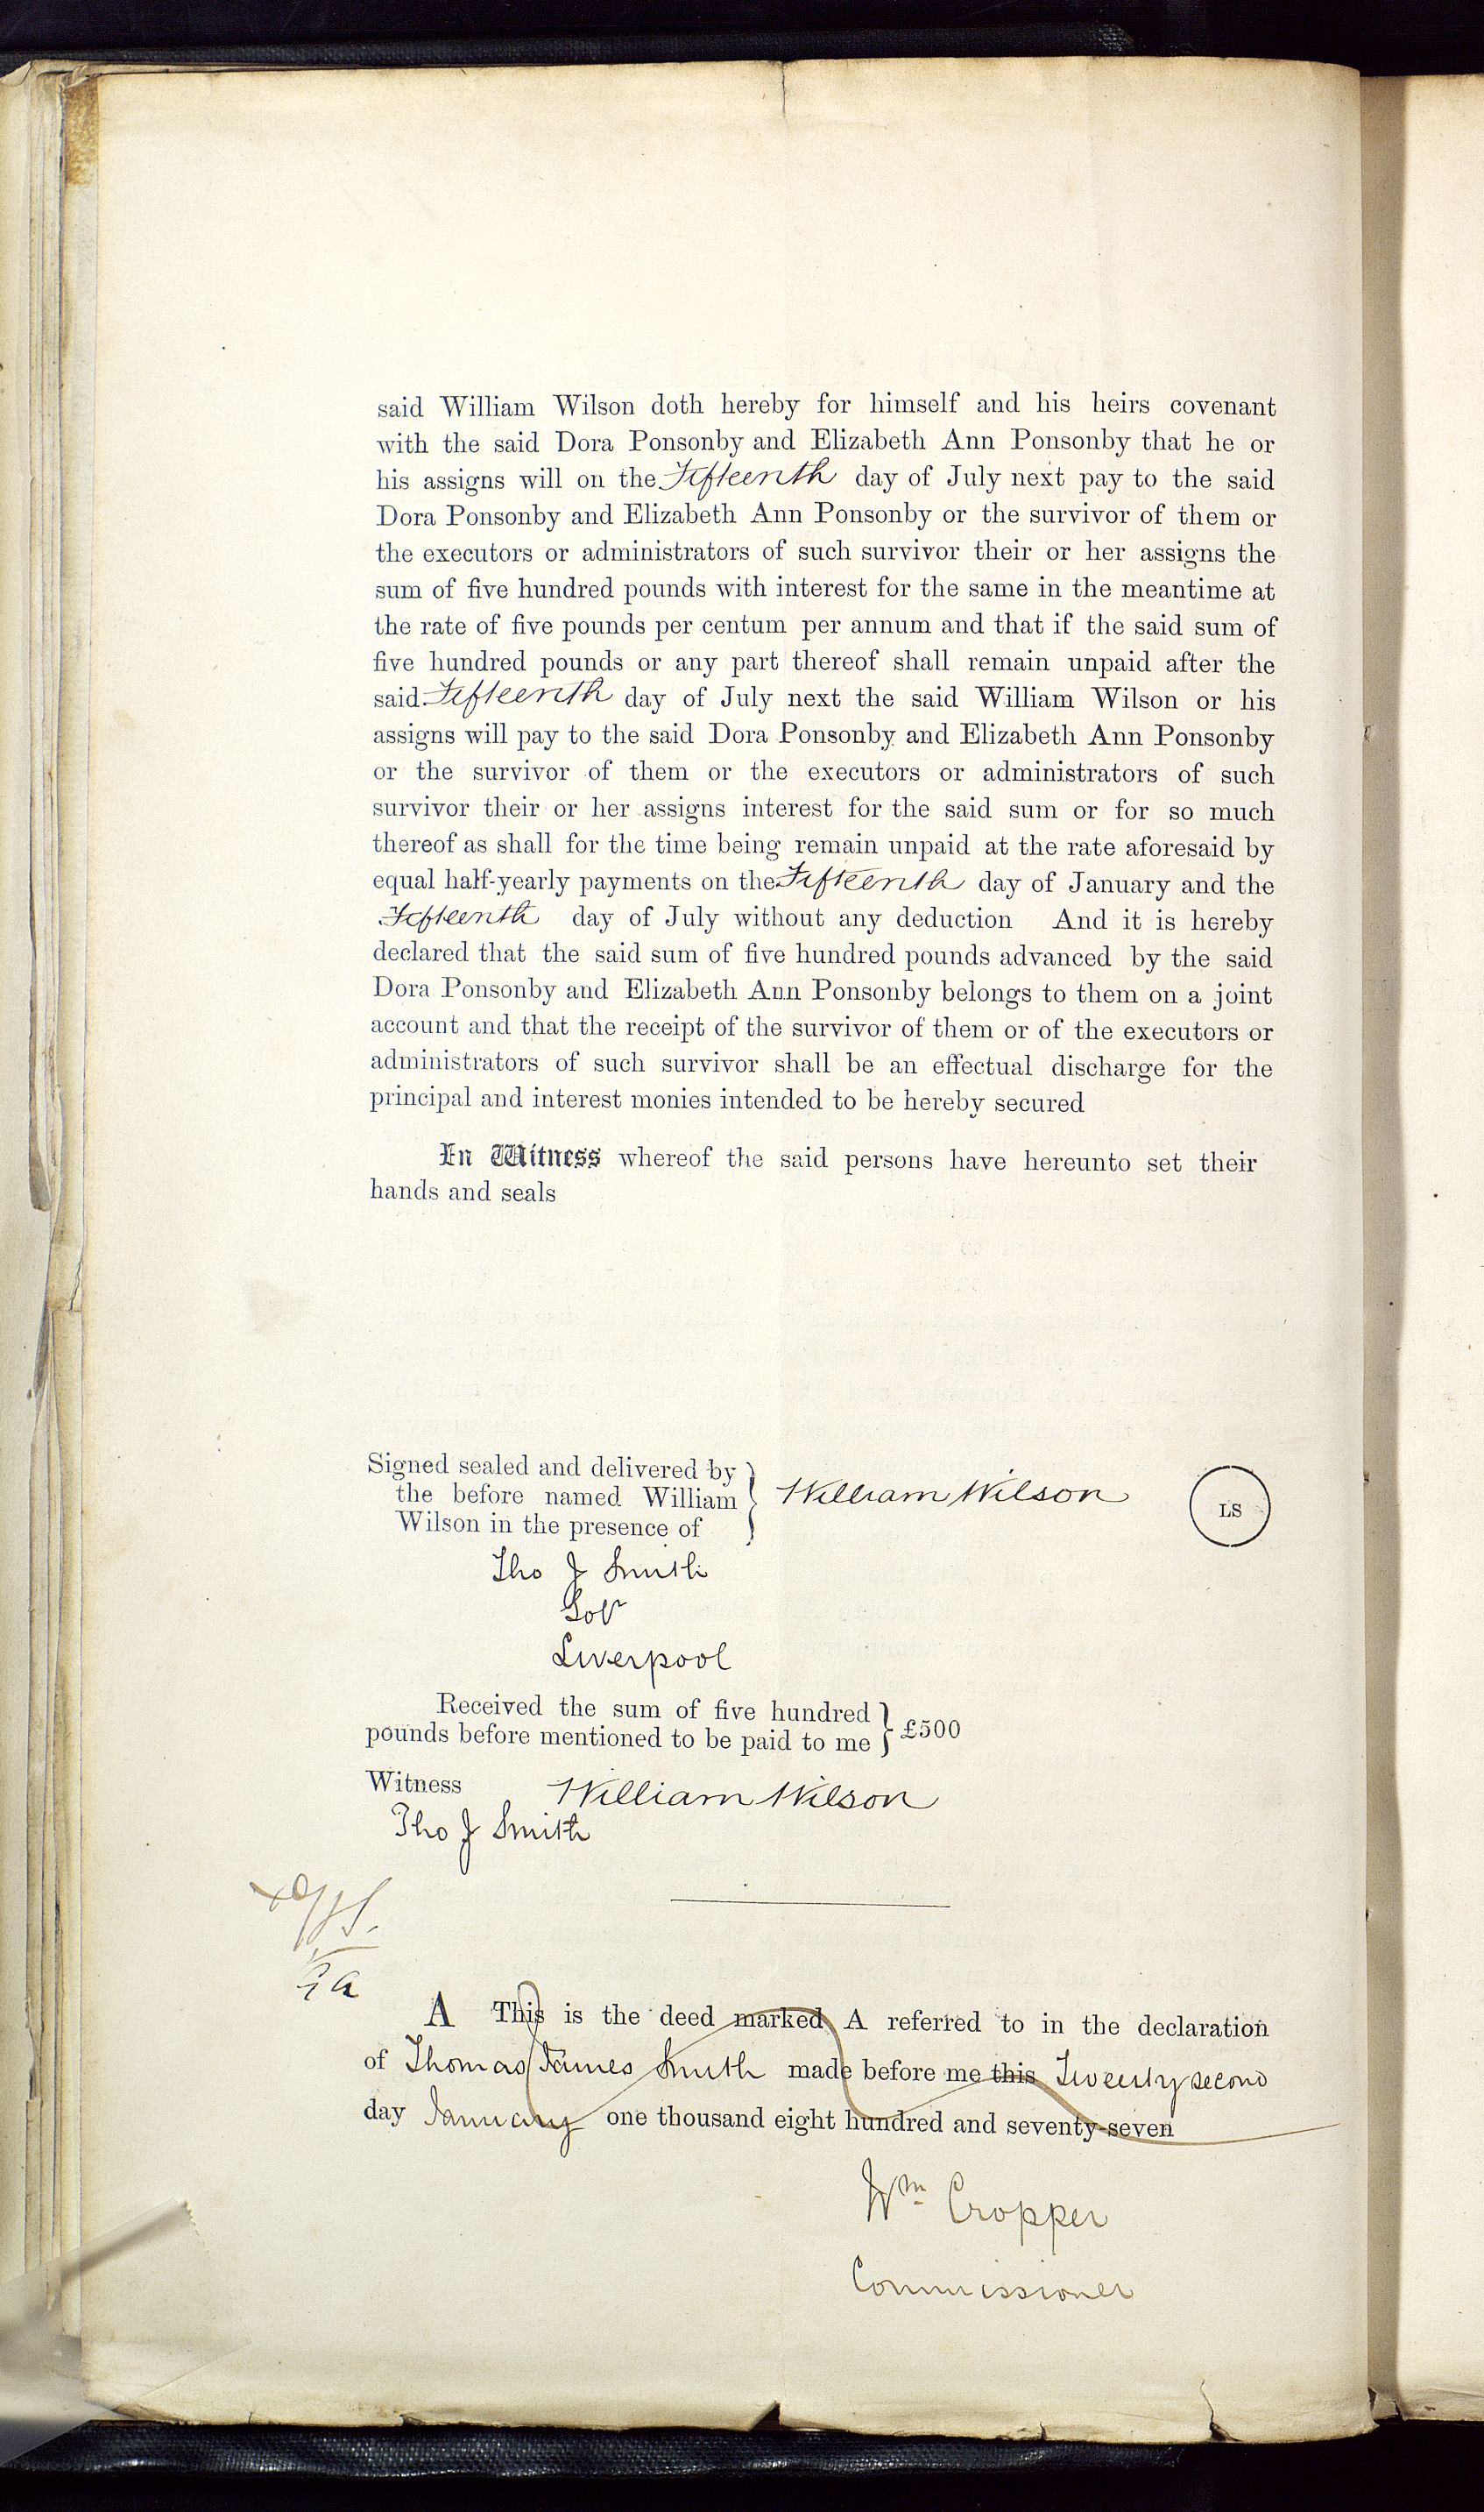 said William Wilson doth hereby for himself and his heirs covenant
with the said Dora Ponsonby and Elizabeth Ann Ponsonby that he or
his assigns will on the Fifteenth day of July next pay to the said
Dora Ponsonby and Elizabeth Ann Ponsonby or the survivor of them or
the executors or administrators of such survivor their or her assigns the
sum of five hundred pounds with interest for the same in the meantime at
the rate of five pounds per centum per annum and that if the said sum of
five hundred pounds or any part thereof shall remain unpaid after the
said Fifteenth day of July next the said William Wilson or his
assigns will pay to the said Dora Ponsonby and Elizabeth Ann Ponsonby
or the survivor of them or the executors or administrators of such
survivor their or her assigns interest for the said sum or for so much
thereof as shall for the time being remain unpaid at the rate aforesaid by
equal half-yearly payments on the Fifteenth day of January and the
Fifteenth day of July without any deduction And it is hereby
declared that the said sum of five hundred pounds advanced by the said
Dora Ponsonby and Elizabeth Ann Ponsonby belongs to them on a joint
account and that the receipt of the survivor of them or of the executors or
administrators of such survivor shall be an effectual discharge for the
principal and interest monies intended to be hereby secured
In Witness whereof the said persons have hereunto set their
hands and seals
Signed sealed and delivered by
the before named William
Wilson in the presence of
William Wilson
LS
Tho J Smith
Solr
Liverpool
Received the sum of five hundred
pounds before mentioned to be paid to me
£500
Witness William Wilson
Tho J Smith
A This is the deed marked A referred to in the declaration
of Thomas James Smith made before me this Twenty second
day January one thousand eight hundred and seventy-seven
Wm Cropper
Commissioner